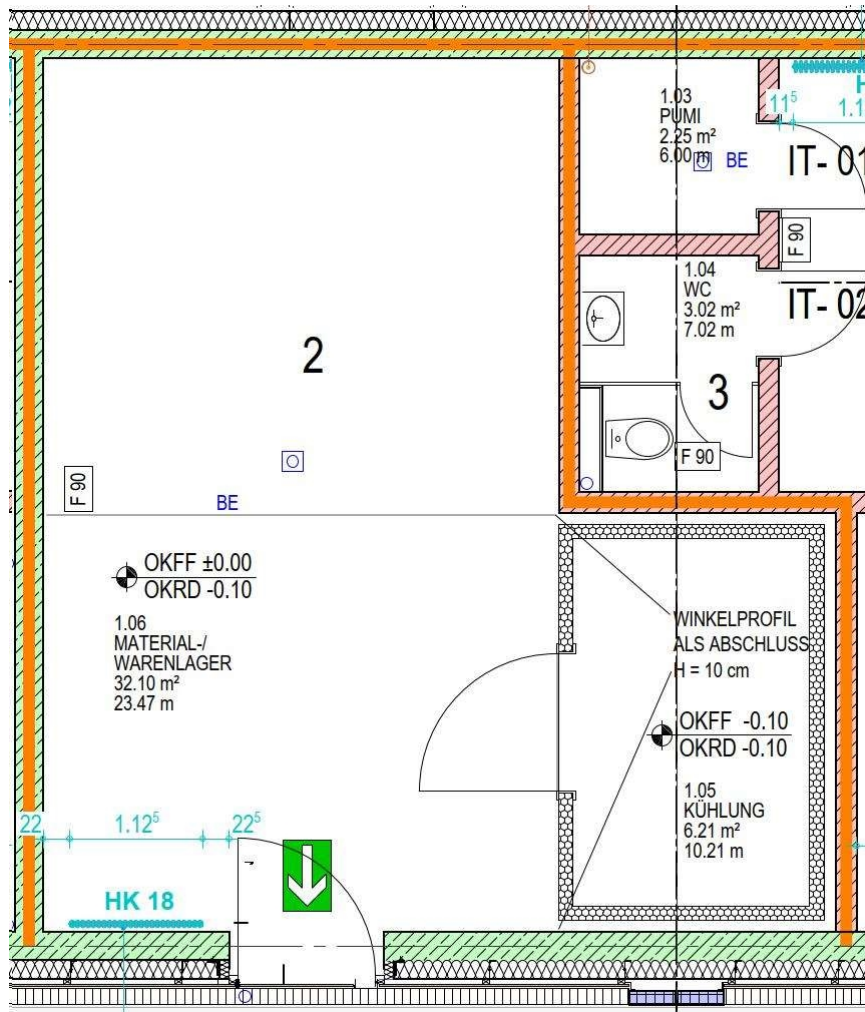 1.03
PUMI
2.25 m²
6.00 m
BE
11⁵
1.1
IT- 01
F 90
1.04
WC
3.02 m²
7.02 m
IT- 02
2
3
F 90
F 90
BE
OKFF ±0.00
OKRD -0.10
1.06
MATERIAL-/
WARENLAGER
32.10 m²
23.47 m
WINKELPROFIL
ALS ABSCHLUSS
H = 10 cm
OKFF -0.10
OKRD -0.10
1.05
KÜHLUNG
6.21 m²
10.21 m
22
1.12⁵
22⁵
HK 18